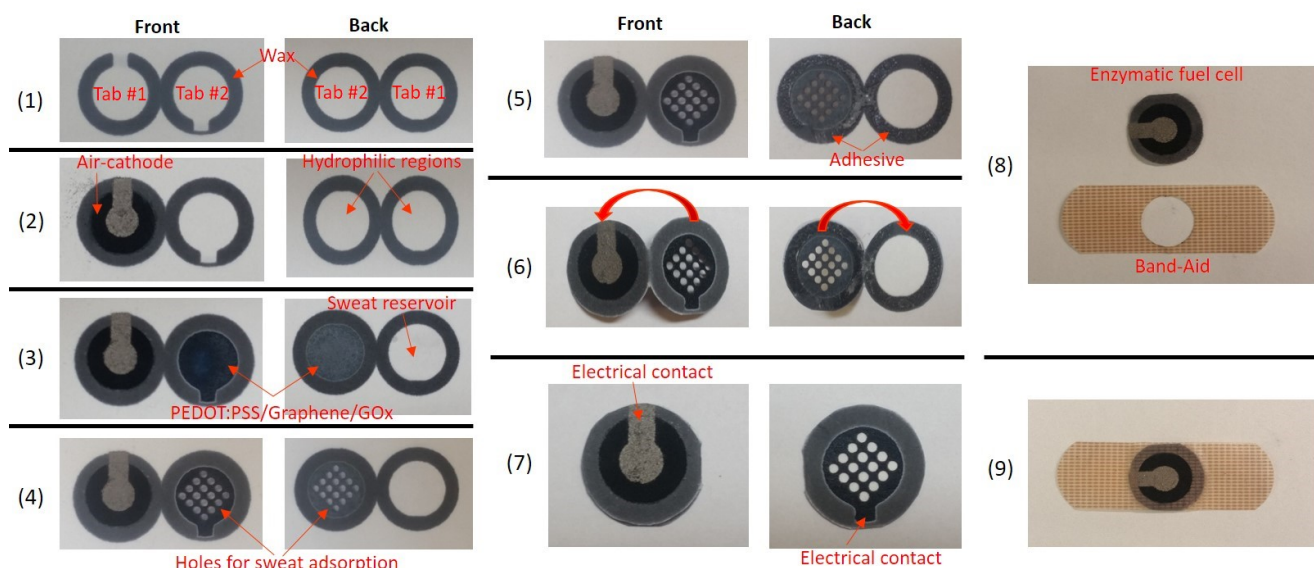 Front
Back
Wax
(1)
Tab #1
Tab #2
Tab #2
Tab #1
Air-cathode
Hydrophilic regions
(2)
Sweat reservoir
(3)
PEDOT:PSS/Graphene/GOx
(4)
Holes for sweat adsorption
Front
Back
(5)
Adhesive
(6)
Electrical contact
(7)
Electrical contact
Enzymatic fuel cell
(8)
Band-Aid
(9)